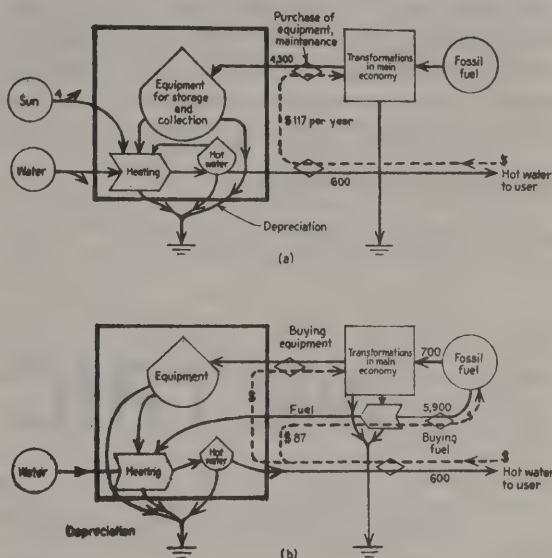 Purchase of
equipment,
maintenance
4,300
Transformations
in main
economy
Fossil
fuel
Sun
4
Equipment
for storage
and
collection
$117 per year
Water
Heating
Hot
water
600
$
Hot water
to user
Depreciation
(a)
Buying
equipment
Transformations
in main
economy
700
Fossil
fuel
Equipment
$
Fuel
5,900
$87
Buying
fuel
Water
Heating
Hot
water
600
$
Hot water
to user
Depreciation
(b)